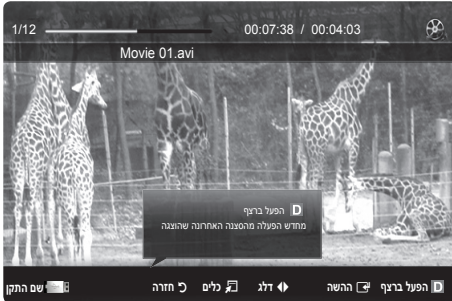 1/12 00:07:38 / 00:04:03
Movie 01.avi
D הפעל ברצף
מחדש הפעלה מהסצנה האחרונה שהוצגה
D הפעל ברצף ההשה דלג כלים חזרה שם התקן